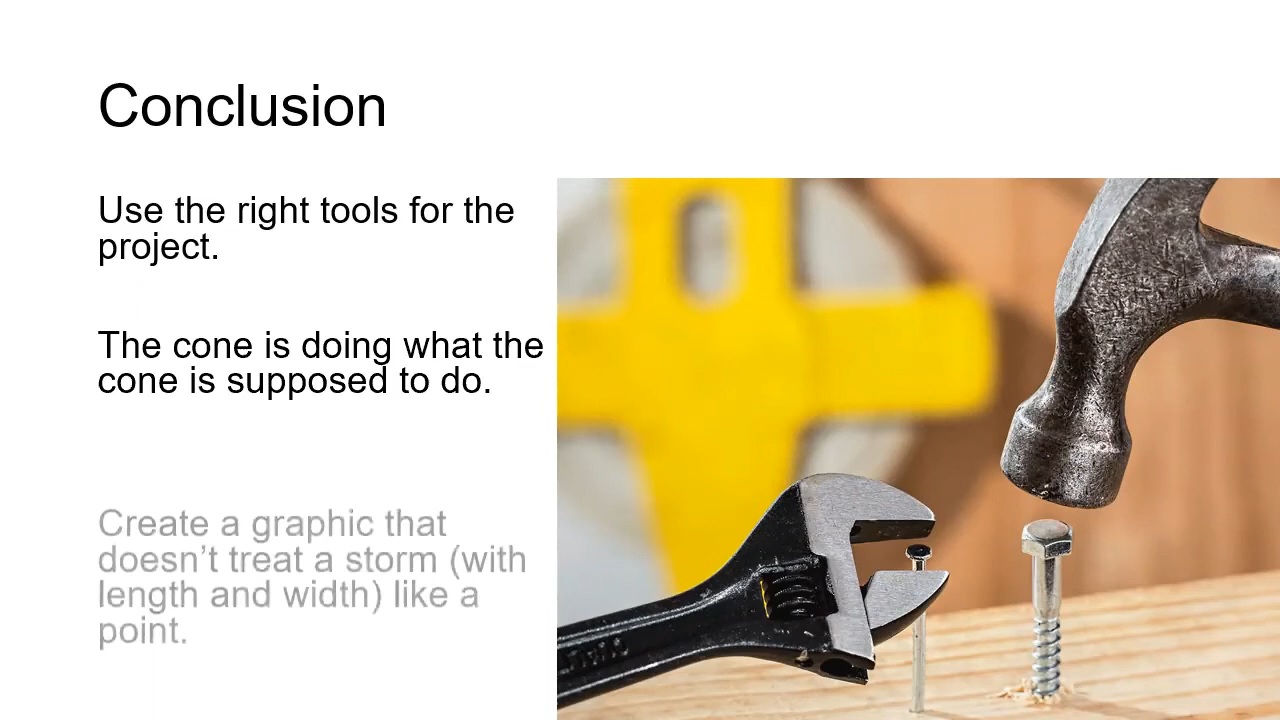 Conclusion
Use the right tools for the
project.
The cone is doing what the
cone is supposed to do.
Create a graphic that
doesn’t treat a storm (with
length and width) like a
point.